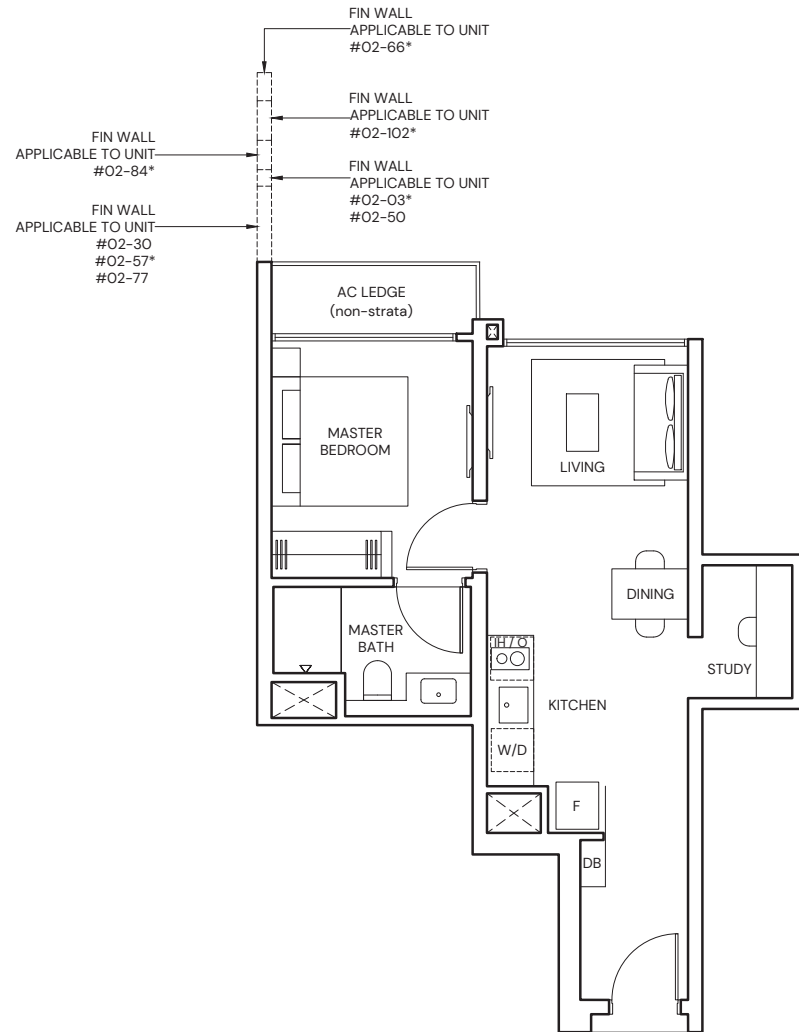 FIN WALL
APPLICABLE TO UNIT
#02-66*
FIN WALL
APPLICABLE TO UNIT
#02-102*
FIN WALL
APPLICABLE TO UNIT
#02-84*
FIN WALL
APPLICABLE TO UNIT
#02-03*
#02-50
FIN WALL
APPLICABLE TO UNIT
#02-30
#02-57*
#02-77
AC LEDGE
(non-strata)
MASTER
BEDROOM
LIVING
DINING
MASTER
BATH
IH / O
STUDY
KITCHEN
W/D
F
DB